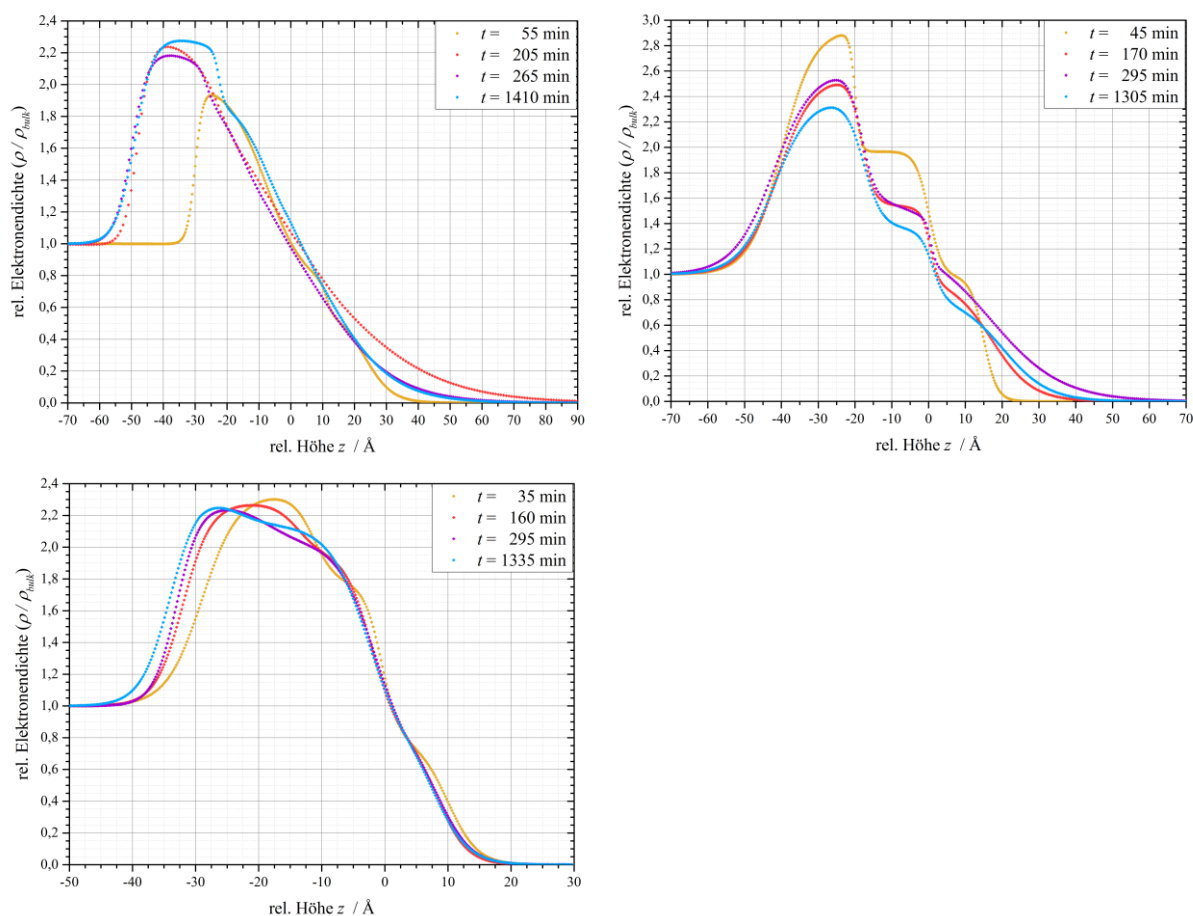 2,4
2,2
2,0
1,8
1,6
1,4
1,2
1,0
0,8
0,6
0,4
0,2
0,0
rel. Elektronendichte (ρ / ρbulk)
t = 55 min
t = 205 min
t = 265 min
t = 1410 min
-70 -60 -50 -40 -30 -20 -10 0 10 20 30 40 50 60 70 80 90
rel. Höhe z / Å
3,0
2,8
2,6
2,4
2,2
2,0
1,8
1,6
1,4
1,2
1,0
0,8
0,6
0,4
0,2
0,0
rel. Elektronendichte (ρ / ρbulk)
t = 45 min
t = 170 min
t = 295 min
t = 1305 min
-70 -60 -50 -40 -30 -20 -10 0 10 20 30 40 50 60 70
rel. Höhe z / Å
2,4
2,2
2,0
1,8
1,6
1,4
1,2
1,0
0,8
0,6
0,4
0,2
0,0
rel. Elektronendichte (ρ / ρbulk)
t = 35 min
t = 160 min
t = 295 min
t = 1335 min
-50 -40 -30 -20 -10 0 10 20 30
rel. Höhe z / Å